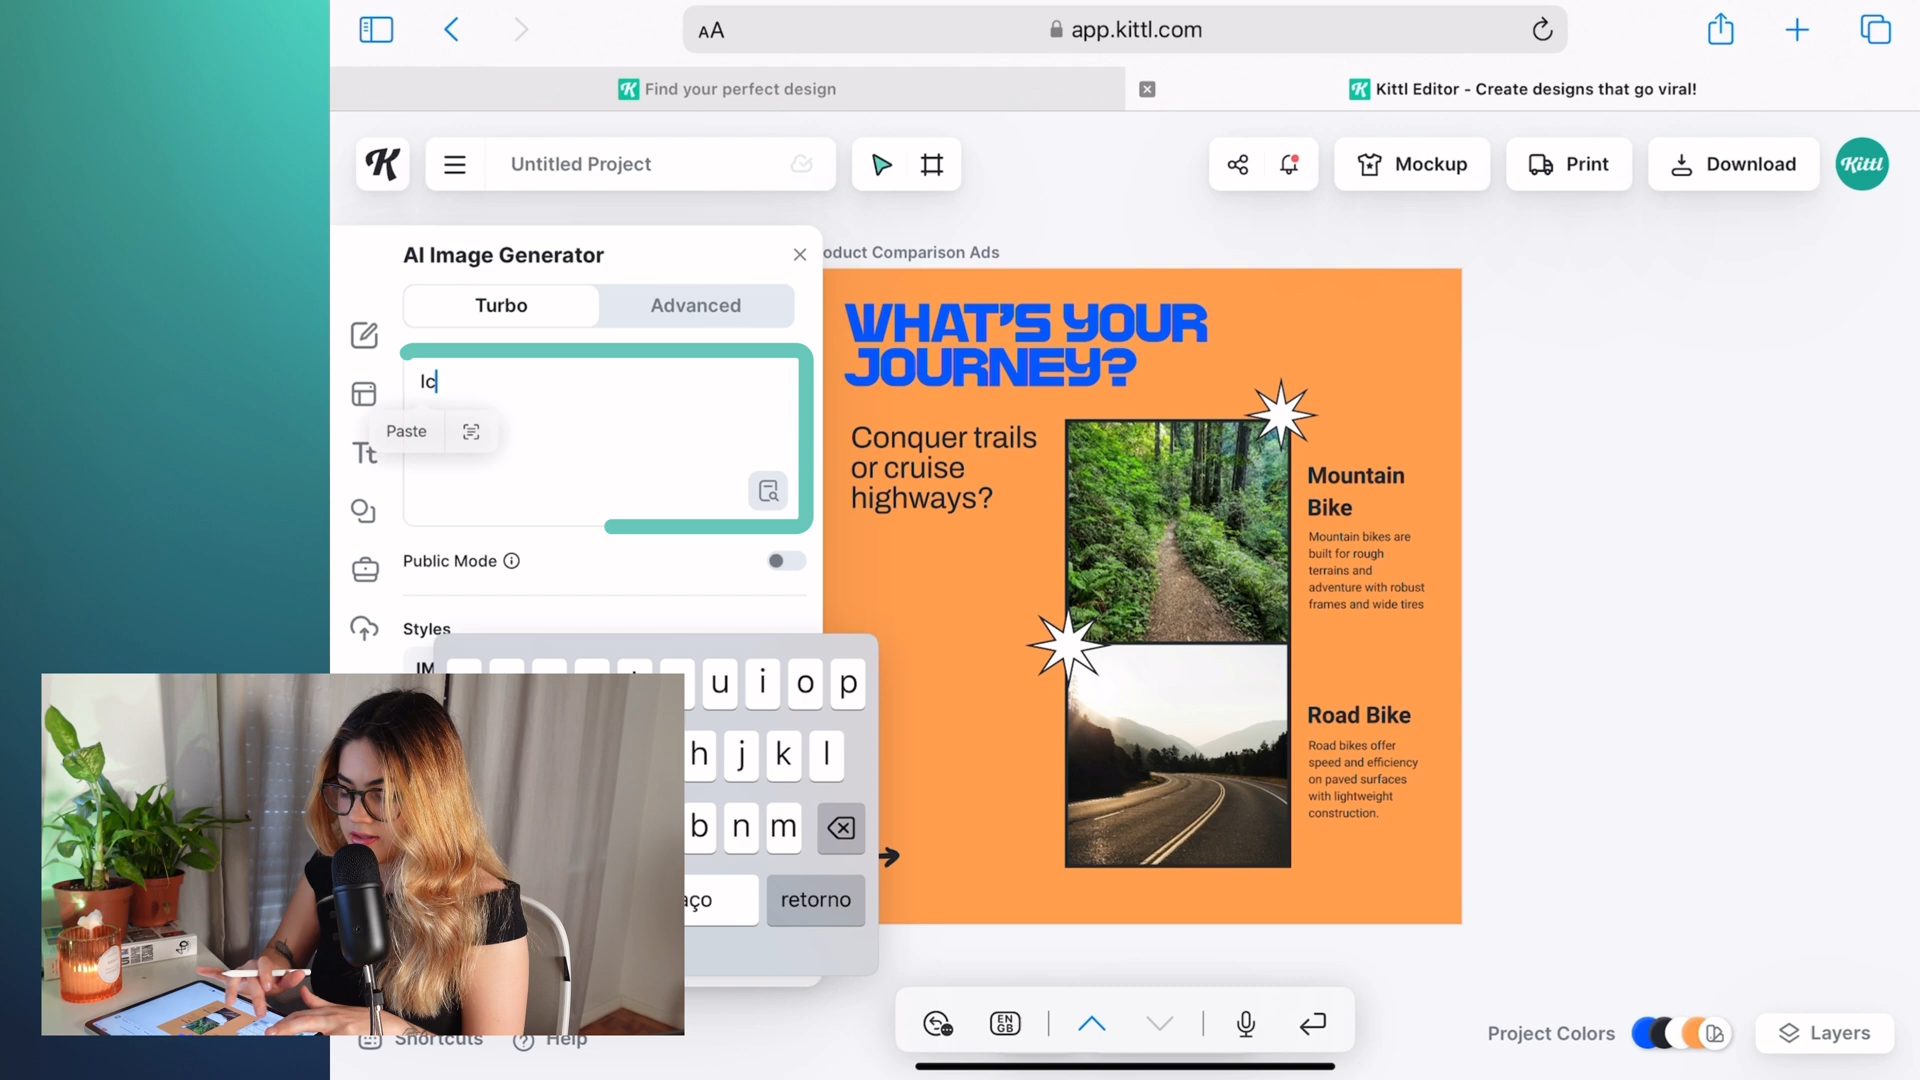 AA
app.kittl.com
Find your perfect design
Kittl Editor - Create designs that go viral!
Untitled Project
Mockup
Print
Download
Kittl
AI Image Generator
oduct Comparison Ads
Turbo
Advanced
Ic
Paste
Tt
Public Mode
Styles
IM
WHAT'S YOUR
JOURNEY?
Conquer trails
or cruise
highways?
Mountain
Bike
Mountain bikes are
built for rough
terrains and
adventure with robust
frames and wide tires
Road Bike
Road bikes offer
speed and efficiency
on paved surfaces
with lightweight
construction.
u i o p
h j k l
b n m
aço
retorno
EN
GB
Shortcuts
Help
Project Colors
Layers